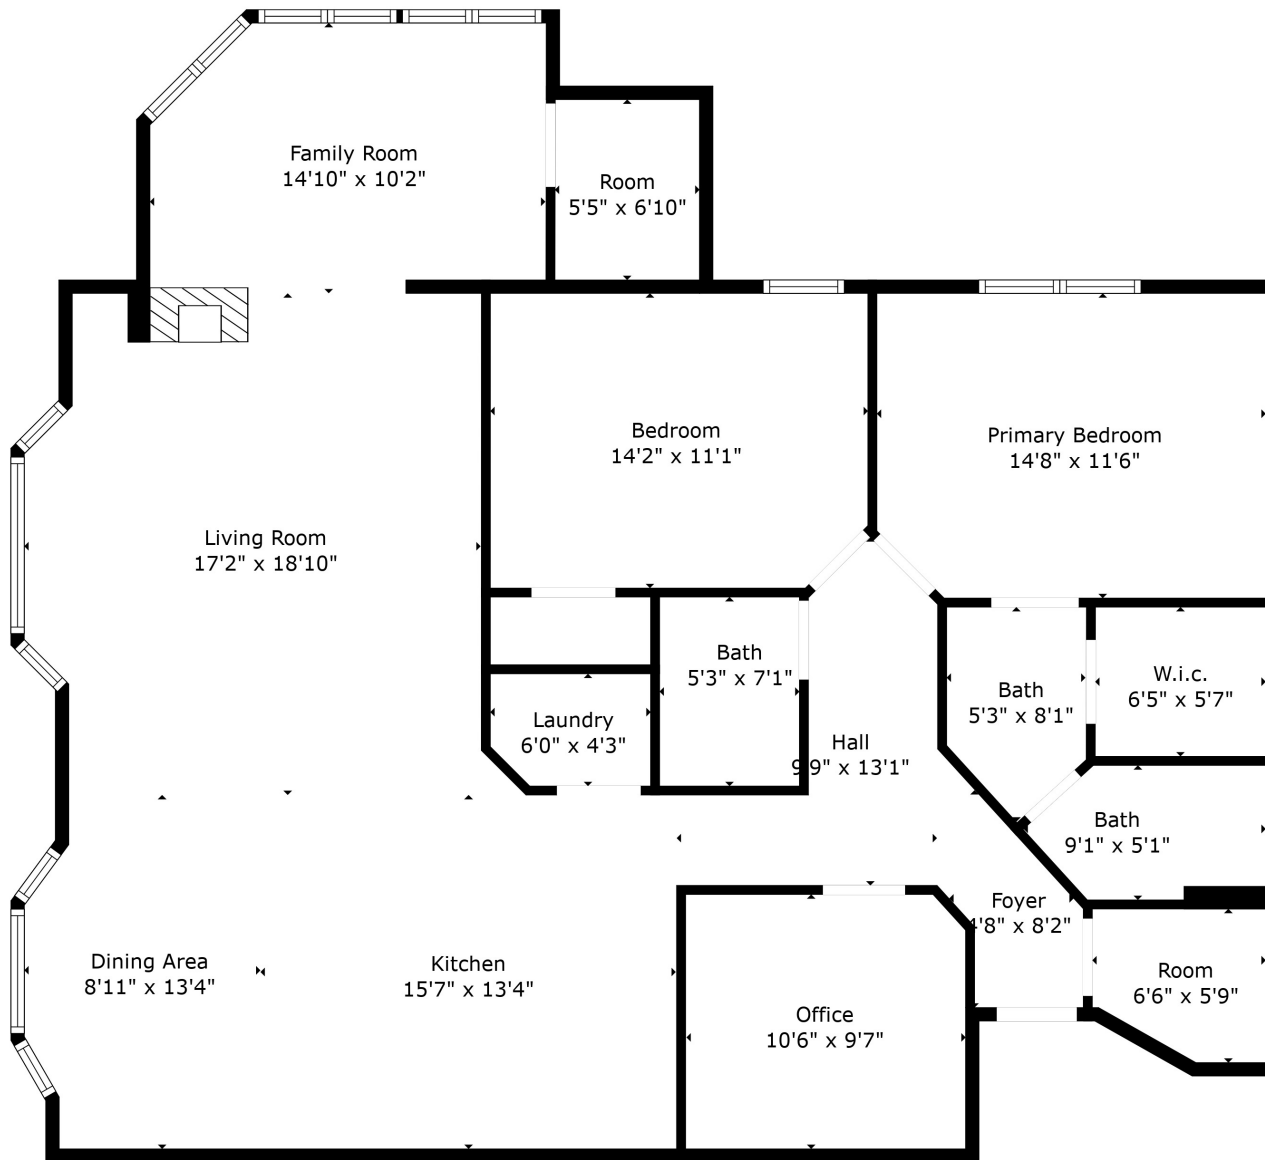 Family Room
14'10" x 10'2"
Room
5'5" x 6'10"
Bedroom
14'2" x 11'1"
Primary Bedroom
14'8" x 11'6"
Living Room
17'2" x 18'10"
Bath
5'3" x 7'1"
Laundry
6'0" x 4'3"
Hall
9'9" x 13'1"
Bath
5'3" x 8'1"
W.i.c.
6'5" x 5'7"
Bath
9'1" x 5'1"
Foyer
4'8" x 8'2"
Dining Area
8'11" x 13'4"
Kitchen
15'7" x 13'4"
Office
10'6" x 9'7"
Room
6'6" x 5'9"